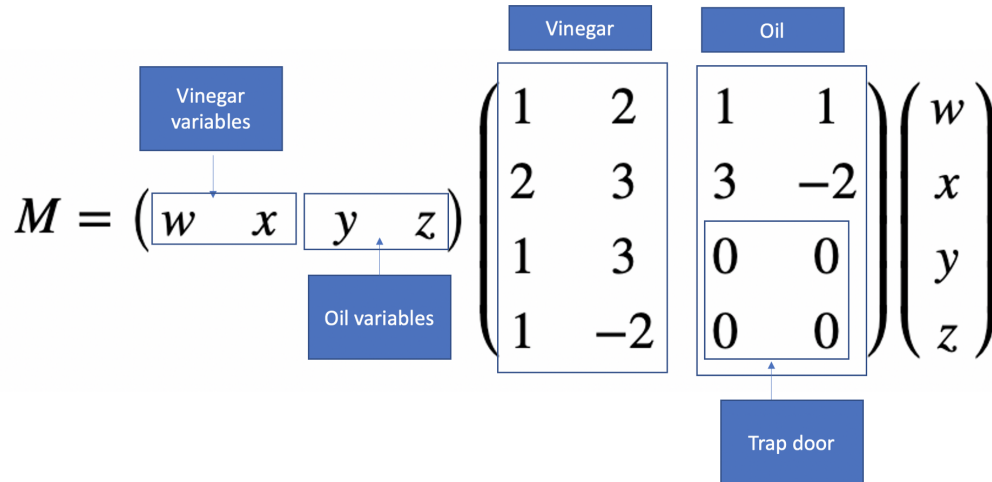 Vinegar
Oil
Vinegar
variables
M = (w x y z)
1 2 1 1
2 3 3 −2
1 3 0 0
1 −2 0 0
w
x
y
z
Oil variables
Trap door